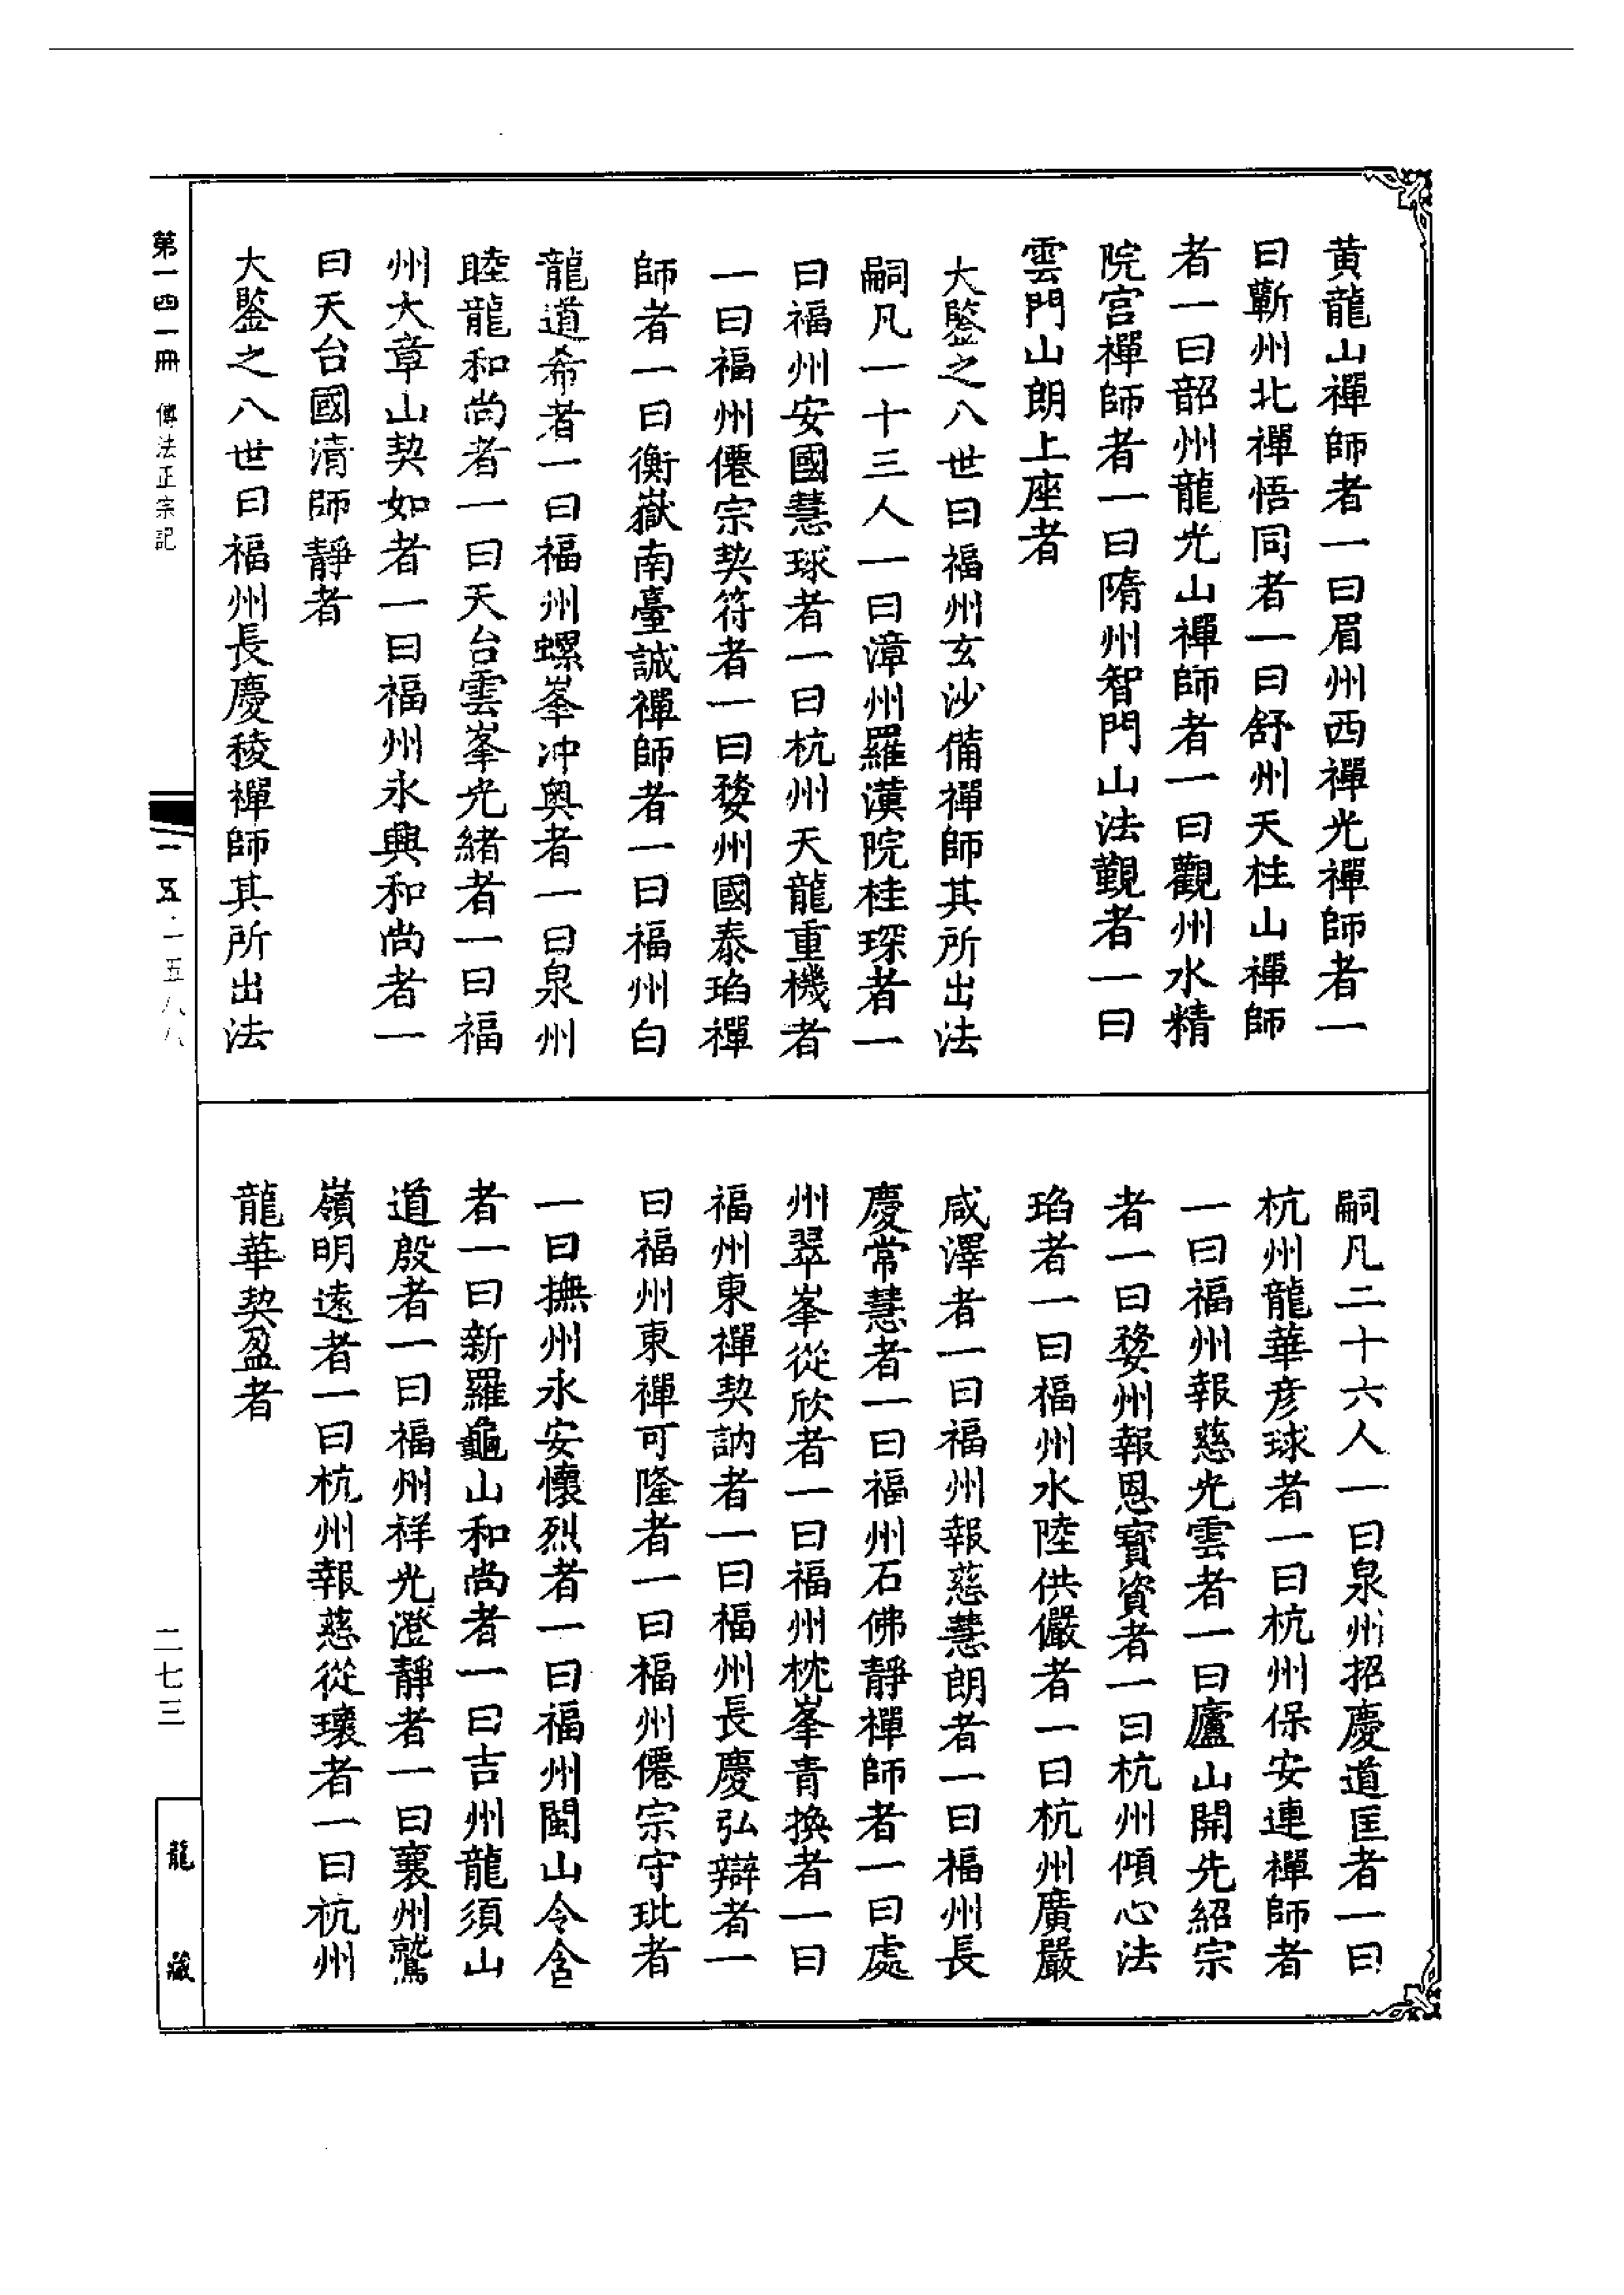 黄龍山禪師者一曰眉州西禪光禪師者一
曰蘄州北禪悟同者一曰舒州天柱山禪師
者一曰韶州龍光山禪師者一曰觀州水精
院宫禪師者一曰隋州智門山法觀者一曰
雲門山朗上座者
大鑒之八世曰福州玄沙備禪師其所出法
嗣凡一十三人一曰漳州羅漢院桂琛者一
曰福州安國慧球者一曰杭州天龍重機者
一曰福州僊宗契符者一曰婺州國泰瑫禪
師者一曰衡嶽南臺誠禪師者一曰福州白
龍道希者一曰福州螺峯冲奥者一曰泉州
睦龍和尚者一曰天台雲峯光緒者一曰福
州大章山契如者一曰福州永興和尚者一
曰天台國清師靜者
大鑒之八世曰福州長慶稜禪師其所出法
嗣凡二十六人一曰泉州招慶道匡者一曰
杭州龍華彦球者一曰杭州保安連禪師者
一曰福州報慈光雲者一曰廬山開先紹宗
者一曰婺州報恩寶資者一曰杭州傾心法
瑫者一曰福州水陸供儼者一曰杭州廣嚴
咸澤者一曰福州報慈慧朗者一曰福州長
慶常慧者一曰福州石佛靜禪師者一曰處
州翠峯從欣者一曰福州枕峯青換者一曰
福州東禪契訥者一曰福州長慶弘辯者一
曰福州東禪可隆者一曰福州僊宗守玭者
一曰撫州永安懷烈者一曰福州閩山令含
者一曰新羅龜山和尚者一曰吉州龍須山
道殷者一曰福州祥光澄靜者一曰襄州鷲
嶺明遠者一曰杭州報慈從瓌者一曰杭州
龍華契盈者
第一四一冊 傳法正宗記
二七三
龍藏